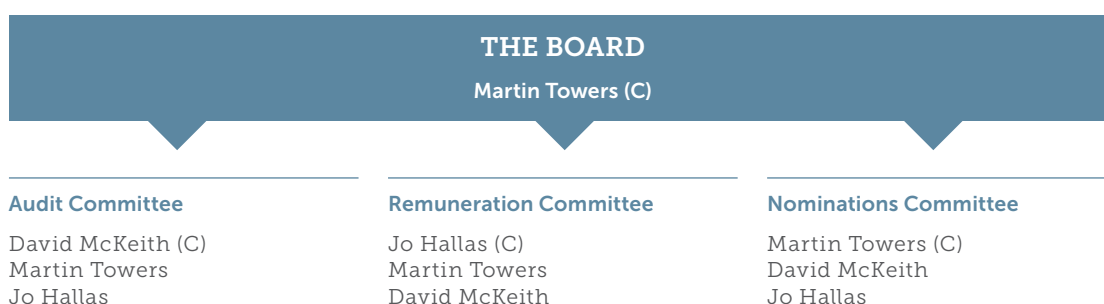 THE BOARD
Martin Towers (C)
Audit Committee
David McKeith (C)
Martin Towers
Jo Hallas
Remuneration Committee
Jo Hallas (C)
Martin Towers
David McKeith
Nominations Committee
Martin Towers (C)
David McKeith
Jo Hallas